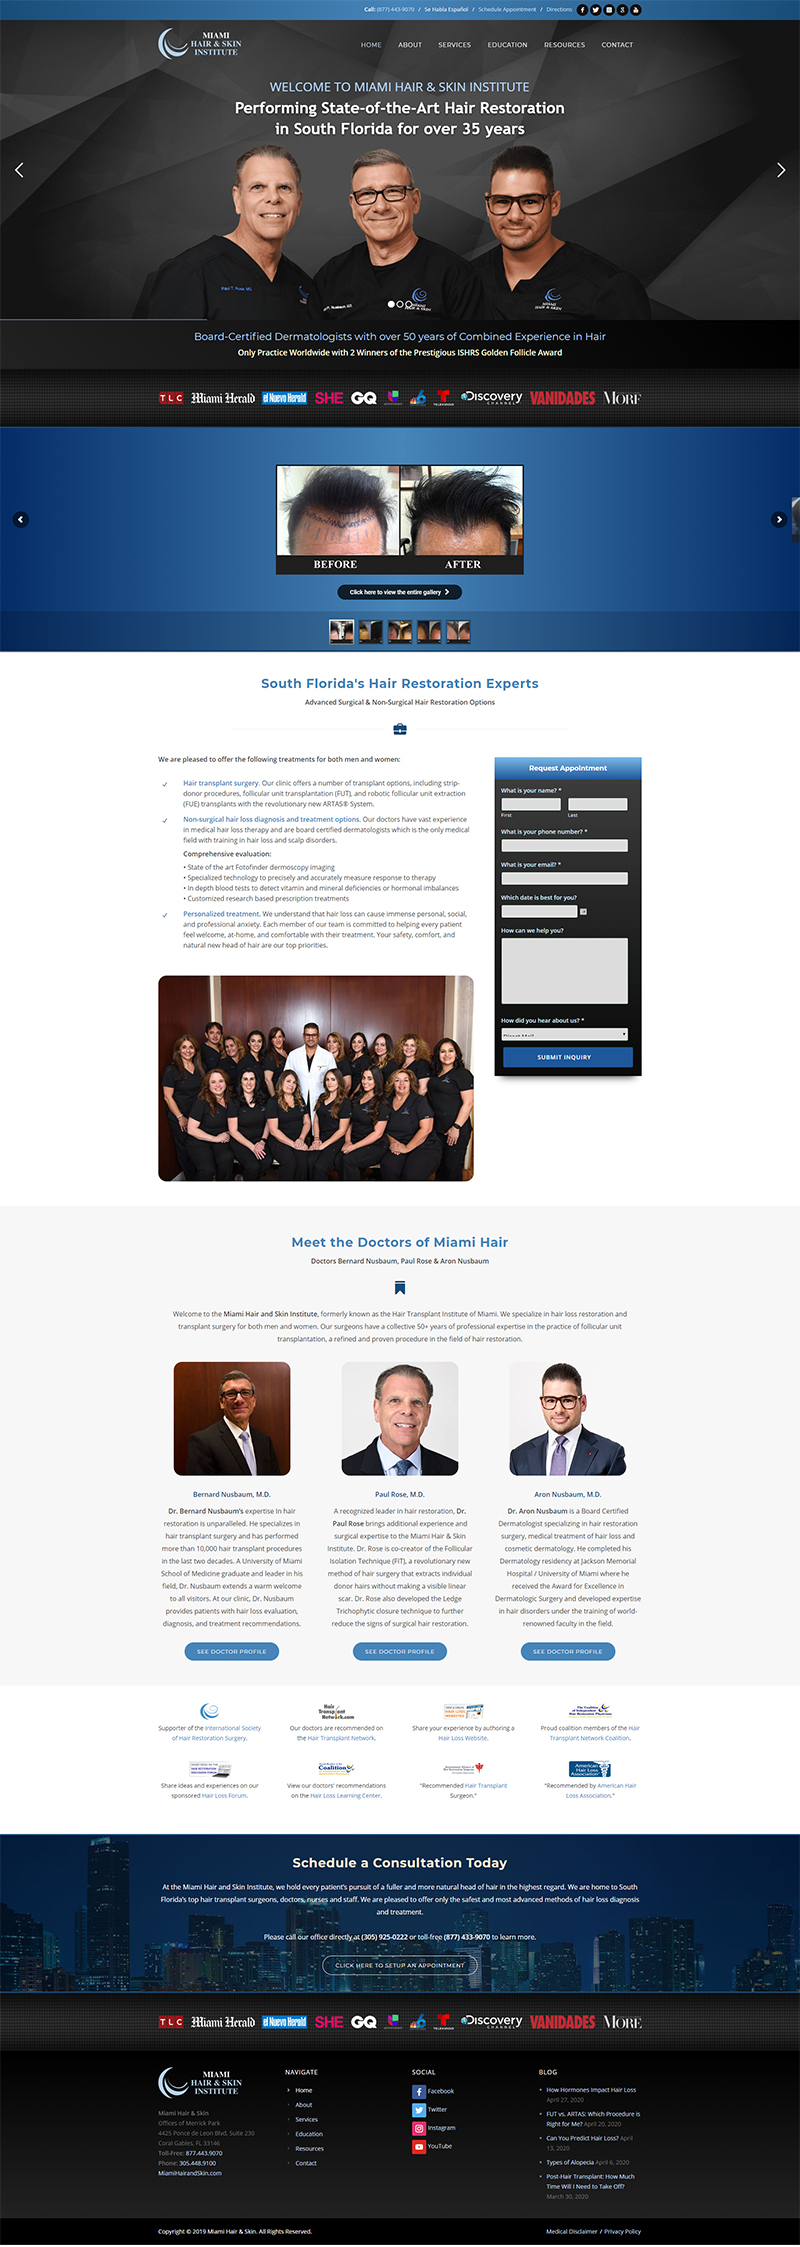 Call: (877) 443-9070 / Se Habla Español / Schedule Appointment / Directions:
MIAMI
HAIR & SKIN
INSTITUTE
HOME ABOUT SERVICES EDUCATION RESOURCES CONTACT
WELCOME TO MIAMI HAIR & SKIN INSTITUTE
Performing State-of-the-Art Hair Restoration
in South Florida for over 35 years
Paul T. Rose, MD
Board-Certified Dermatologists with over 50 years of Combined Experience in Hair
Only Practice Worldwide with 2 Winners of the Prestigious ISHRS Golden Follicle Award
TLC Miami Herald el Nuevo Herald SHE GQ 6 TELEMUNDO Discovery CHANNEL VANIDADES MORE
BEFORE AFTER
Click here to view the entire gallery
South Florida's Hair Restoration Experts
Advanced Surgical & Non-Surgical Hair Restoration Options
We are pleased to offer the following treatments for both men and women:
Hair transplant surgery. Our clinic offers a number of transplant options, including strip-
donor procedures, follicular unit transplantation (FUT), and robotic follicular unit extraction
(FUE) transplants with the revolutionary new ARTAS® System.
Non-surgical hair loss diagnosis and treatment options. Our doctors have vast experience
in medical hair loss therapy and are board certified dermatologists which is the only medical
field with training in hair loss and scalp disorders.
Comprehensive evaluation:
• State of the art Fotofinder dermoscopy imaging
• Specialized technology to precisely and accurately measure response to therapy
• In depth blood tests to detect vitamin and mineral deficiencies or hormonal imbalances
• Customized research based prescription treatments
Personalized treatment. We understand that hair loss can cause immense personal, social,
and professional anxiety. Each member of our team is committed to helping every patient
feel welcome, at-home, and comfortable with their treatment. Your safety, comfort, and
natural new head of hair are our top priorities.
Request Appointment
What is your name? *
First Last
What is your phone number? *
What is your email? *
Which date is best for you?
How can we help you?
How did you hear about us? *
SUBMIT INQUIRY
Meet the Doctors of Miami Hair
Doctors Bernard Nusbaum, Paul Rose & Aron Nusbaum
Welcome to the Miami Hair and Skin Institute, formerly known as the Hair Transplant Institute of Miami. We specialize in hair loss restoration and
transplant surgery for both men and women. Our surgeons have a collective 50+ years of professional expertise in the practice of follicular unit
transplantation, a refined and proven procedure in the field of hair restoration.
Bernard Nusbaum, M.D.
Dr. Bernard Nusbaum's expertise in hair
restoration is unparalleled. He specializes in
hair transplant surgery and has performed
more than 10,000 hair transplant procedures
in the last two decades. A University of Miami
School of Medicine graduate and leader in his
field, Dr. Nusbaum extends a warm welcome
to all visitors. At our clinic, Dr. Nusbaum
provides patients with hair loss evaluation,
diagnosis, and treatment recommendations.
SEE DOCTOR PROFILE
Paul Rose, M.D.
A recognized leader in hair restoration, Dr.
Paul Rose brings additional experience and
surgical expertise to the Miami Hair & Skin
Institute. Dr. Rose is co-creator of the Follicular
Isolation Technique (FIT), a revolutionary new
method of hair surgery that extracts individual
donor hairs without making a visible linear
scar. Dr. Rose also developed the Ledge
Trichophytic closure technique to further
reduce the signs of surgical hair restoration.
SEE DOCTOR PROFILE
Aron Nusbaum, M.D.
Dr. Aron Nusbaum is a Board Certified
Dermatologist specializing in hair restoration
surgery, medical treatment of hair loss and
cosmetic dermatology. He completed his
Dermatology residency at Jackson Memorial
Hospital / University of Miami where he
received the Award for Excellence in
Dermatologic Surgery and developed expertise
in hair disorders under the training of world-
renowned faculty in the field.
SEE DOCTOR PROFILE
Supporter of the International Society
of Hair Restoration Surgery.
Hair
Transplant
Network.com
Our doctors are recommended on
the Hair Transplant Network.
Share your experience by authoring a
Hair Loss Website.
Proud coalition members of the Hair
Transplant Network Coalition.
Share ideas and experiences on our
sponsored Hair Loss Forum.
Coalition
View our doctors' recommendations
on the Hair Loss Learning Center.
"Recommended Hair Transplant
Surgeon."
American
Hair Loss
Association
"Recommended by American Hair
Loss Association."
Schedule a Consultation Today
At the Miami Hair and Skin Institute, we hold every patient's pursuit of a fuller and more natural head of hair in the highest regard. We are home to South
Florida's top hair transplant surgeons, doctors, nurses and staff. We are pleased to offer only the safest and most advanced methods of hair loss diagnosis
and treatment.
Please call our office directly at (305) 925-0222 or toll-free (877) 433-9070 to learn more.
CLICK HERE TO SETUP AN APPOINTMENT
TLC Miami Herald el Nuevo Herald SHE GQ 6 TELEMUNDO Discovery CHANNEL VANIDADES MORE
MIAMI
HAIR & SKIN
INSTITUTE
Miami Hair & Skin
Offices of Merrick Park
4425 Ponce de Leon Blvd, Suite 230
Coral Gables, FL 33146
Toll-Free: 877.443.9070
Phone: 305.448.9100
MiamiHairandSkin.com
NAVIGATE
Home
About
Services
Education
Resources
Contact
SOCIAL
Facebook
Twitter
Instagram
YouTube
BLOG
How Hormones Impact Hair Loss
April 27, 2020
FUT vs. ARTAS: Which Procedure is
Right for Me? April 20, 2020
Can You Predict Hair Loss? April
13, 2020
Types of Alopecia April 6, 2020
Post-Hair Transplant: How Much
Time Will I Need to Take Off?
March 30, 2020
Copyright © 2019 Miami Hair & Skin. All Rights Reserved.
Medical Disclaimer / Privacy Policy